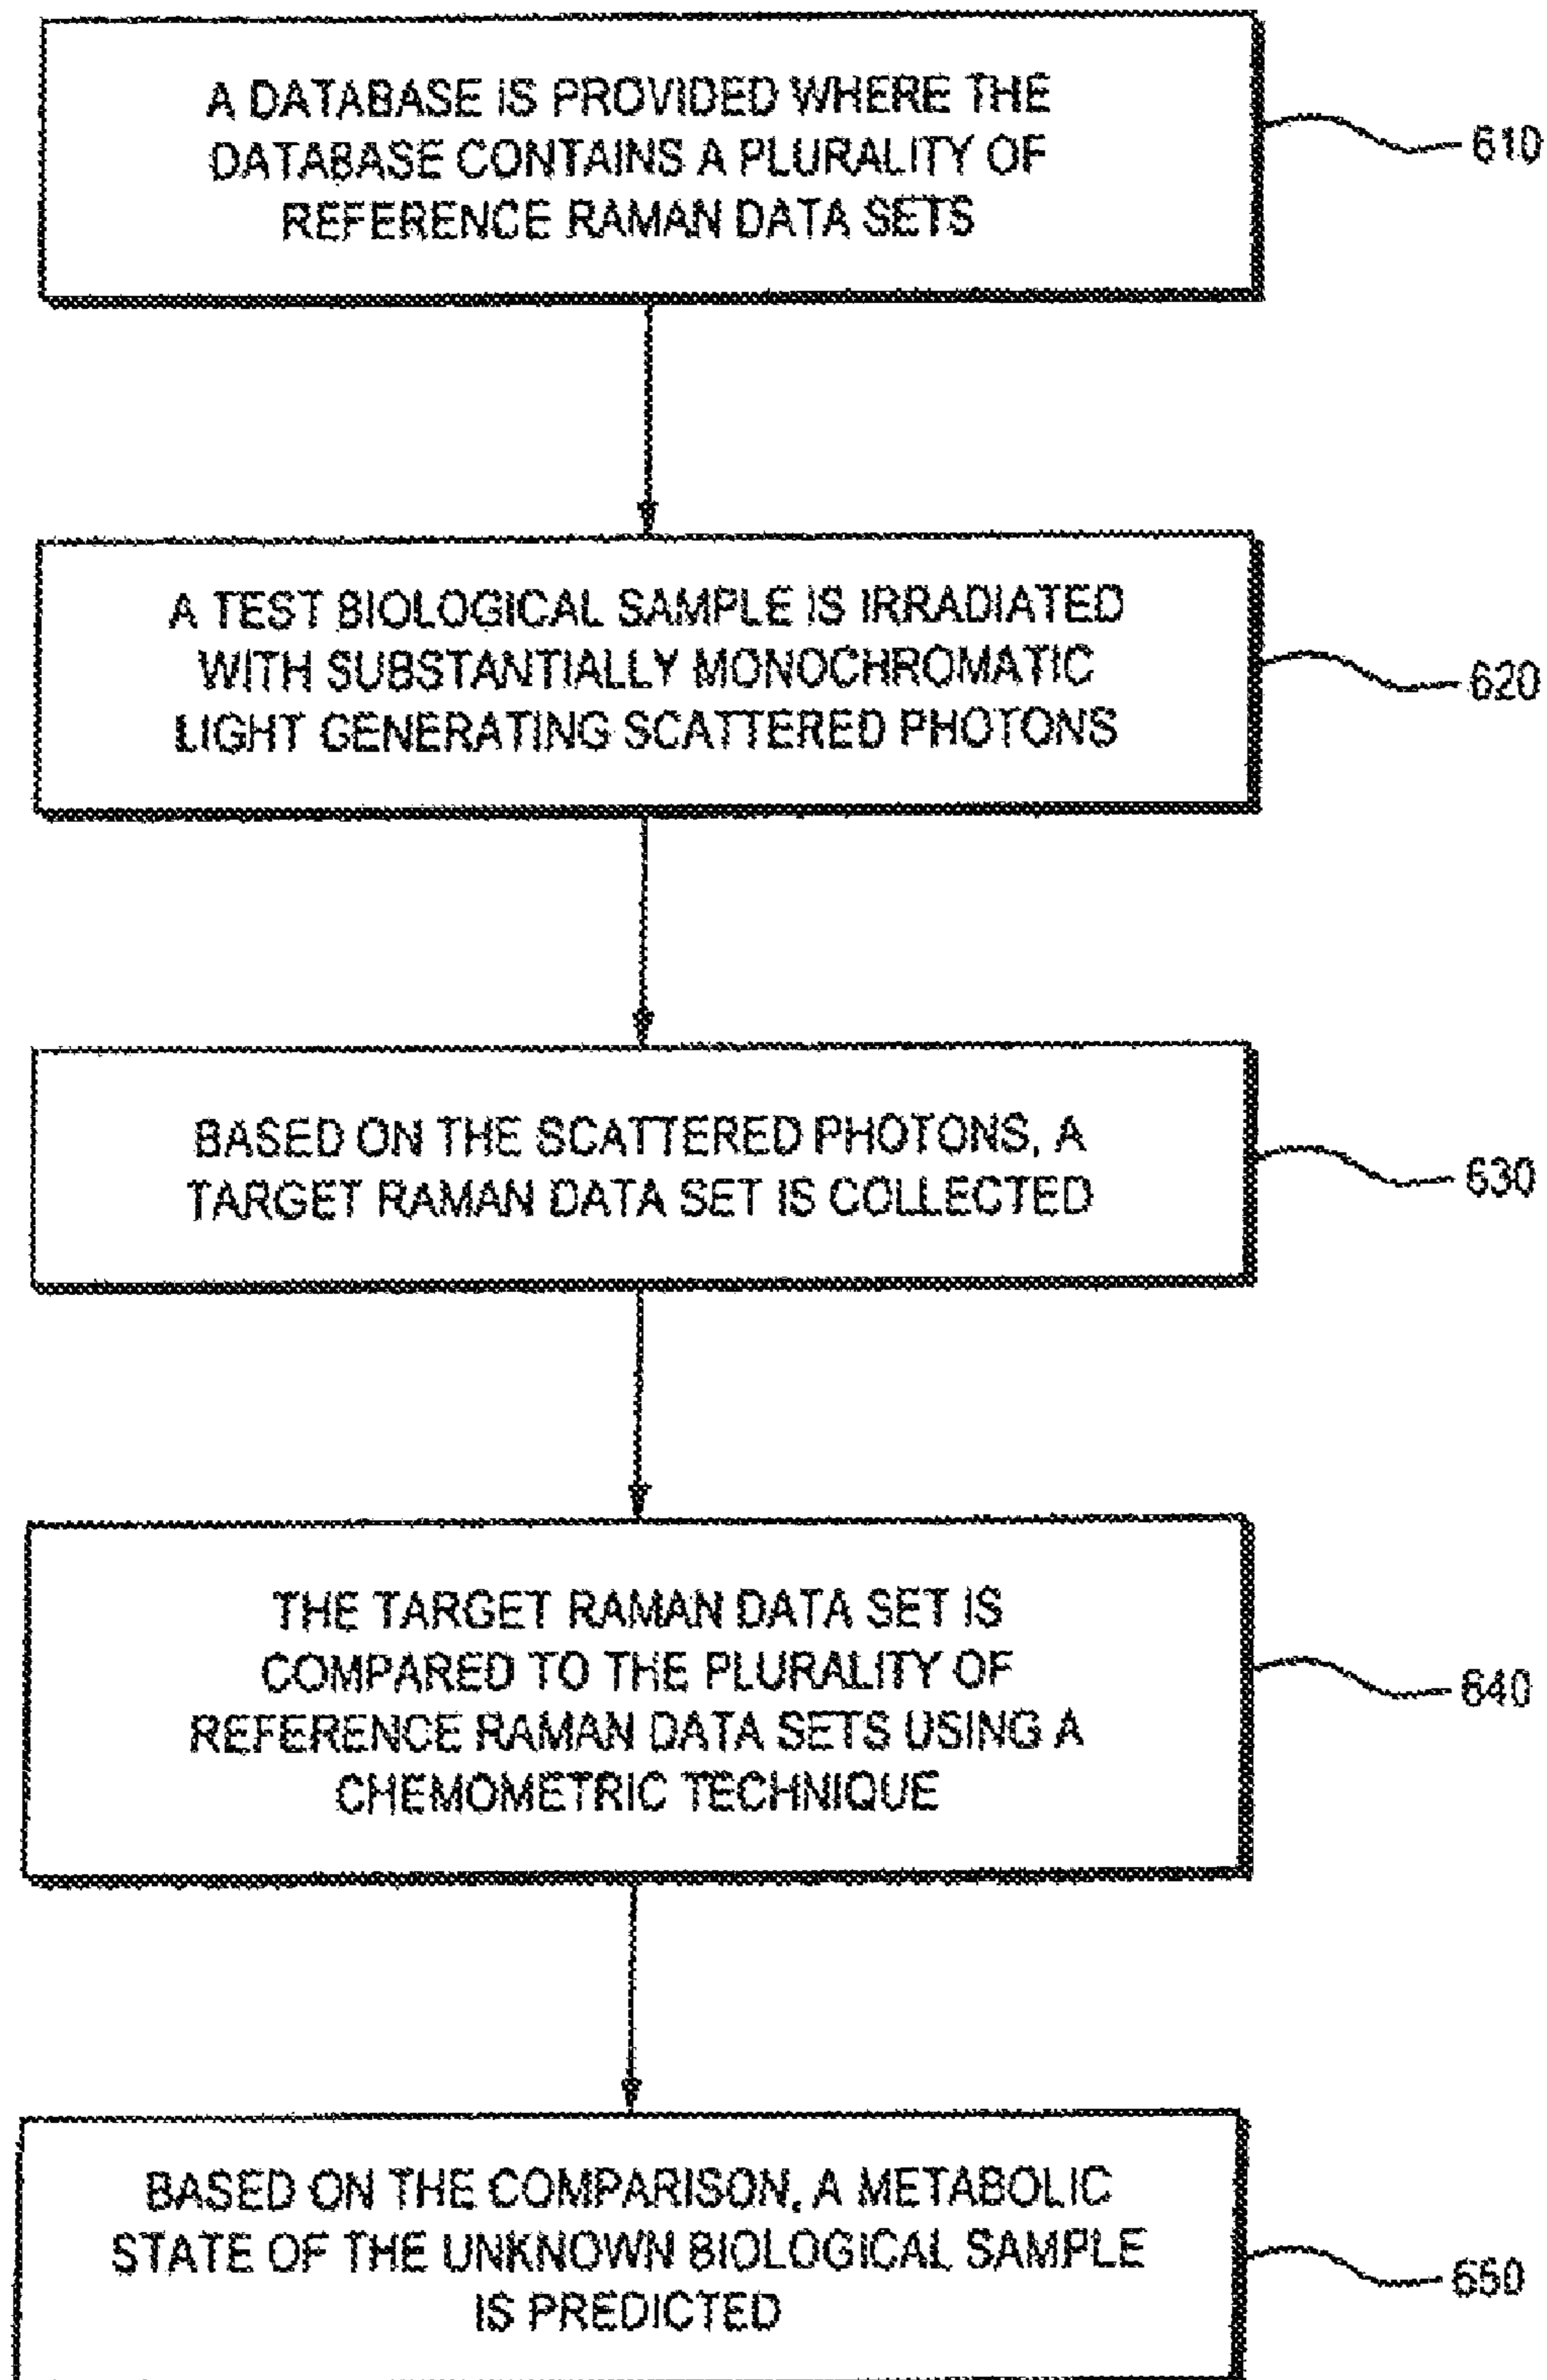 A DATABASE IS PROVIDED WHERE THE
DATABASE CONTAINS A PLURALITY OF
REFERENCE RAMAN DATA SETS
610
A TEST BIOLOGICAL SAMPLE IS IRRADIATED
WITH SUBSTANTIALLY MONOCHROMATIC
LIGHT GENERATING SCATTERED PHOTONS
620
BASED ON THE SCATTERED PHOTONS, A
TARGET RAMAN DATA SET IS COLLECTED
630
THE TARGET RAMAN DATA SET IS
COMPARED TO THE PLURALITY OF
REFERENCE RAMAN DATA SETS USING A
CHEMOMETRIC TECHNIQUE
640
BASED ON THE COMPARISON, A METABOLIC
STATE OF THE UNKNOWN BIOLOGICAL SAMPLE
IS PREDICTED
650